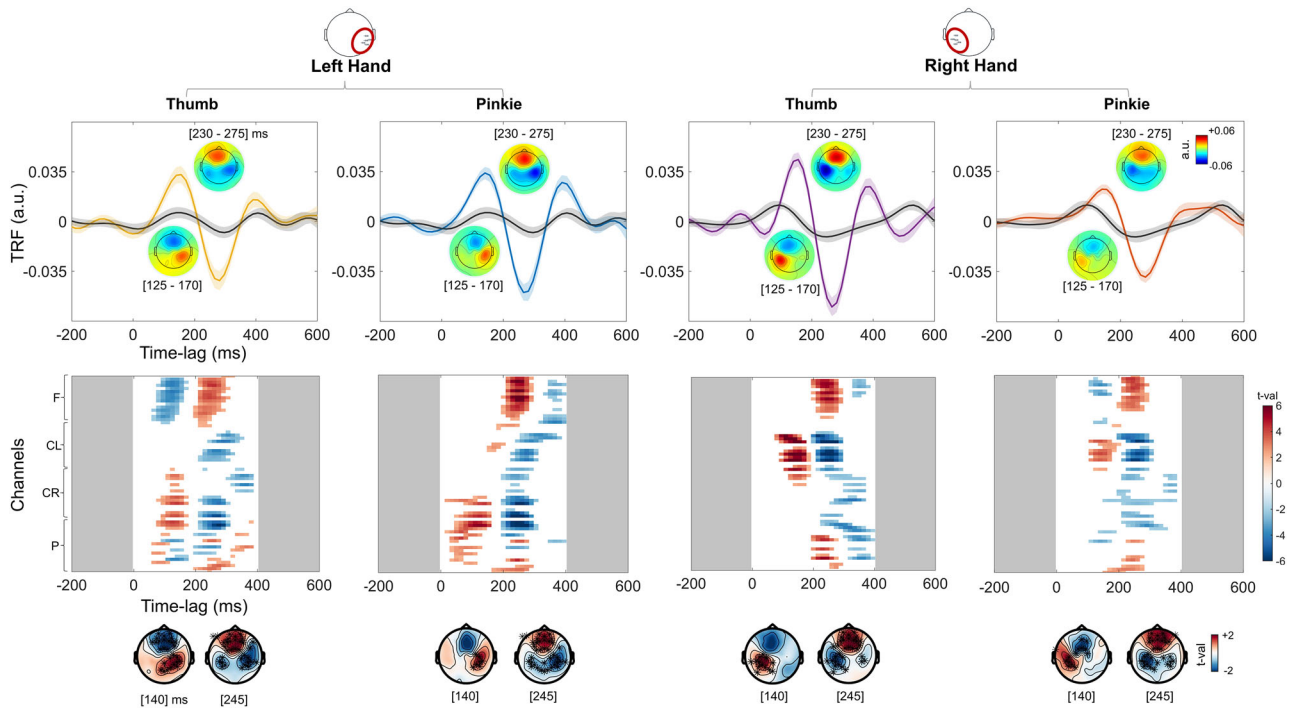 Left Hand
Right Hand
Thumb
Pinkie
Thumb
Pinkie
[230 - 275] ms
[230 - 275]
[230 - 275]
[230 - 275]
+0.06
a.u.
-0.06
TRF (a.u.)
0.035
0
-0.035
0.035
0
-0.035
0.035
0
-0.035
0.035
0
-0.035
[125 - 170]
[125 - 170]
[125 - 170]
[125 - 170]
-200 0 200 400 600
-200 0 200 400 600
-200 0 200 400 600
-200 0 200 400 600
Time-lag (ms)
Channels
F
CL
CR
P
t-val
6
4
2
0
-2
-4
-6
-200 0 200 400 600
-200 0 200 400 600
-200 0 200 400 600
-200 0 200 400 600
Time-lag (ms)
+2
t-val
-2
[140] ms
[245]
[140]
[245]
[140]
[245]
[140]
[245]